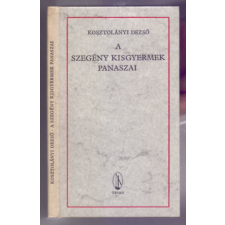 KOSZTOLÁNYI DEZSŐ
A
SZEGÉNY KISGYERMEK
PANASZAI
KOSZTOLÁNYI DEZSŐ · A SZEGÉNY KISGYERMEK PANASZAI